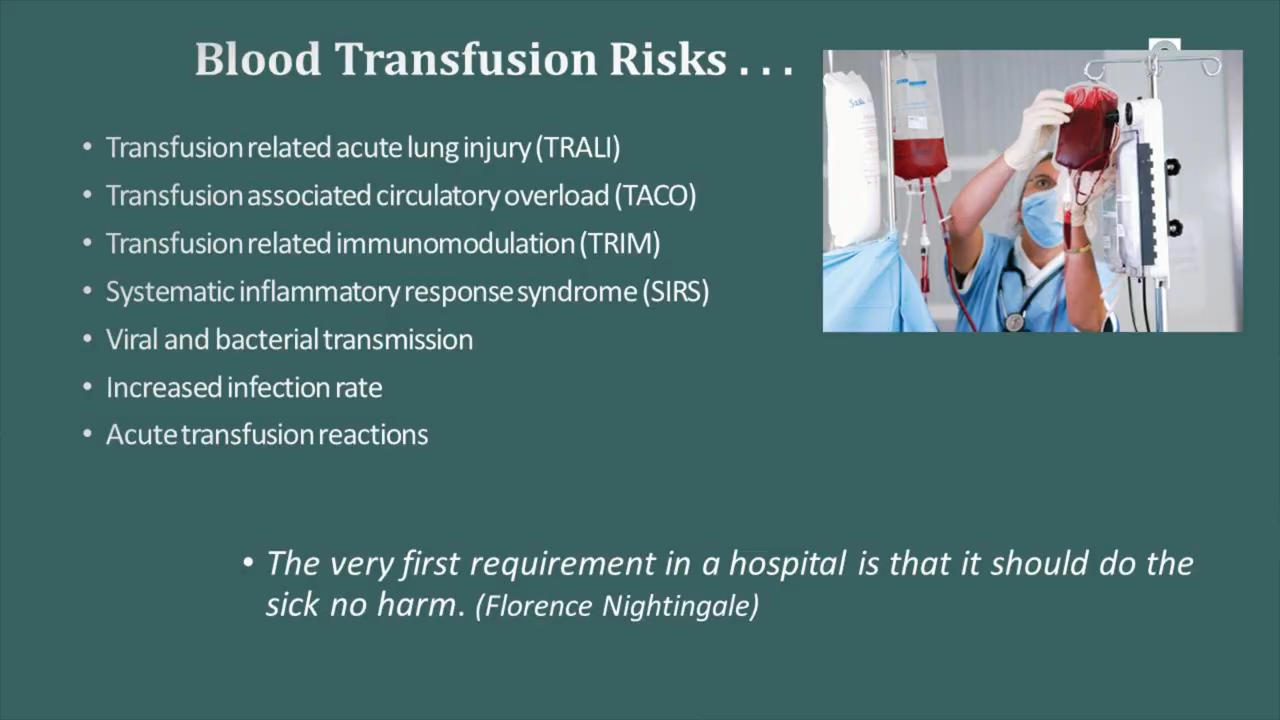 Blood Transfusion Risks . . .
• Transfusion related acute lung injury (TRALI)
• Transfusion associated circulatory overload (TACO)
• Transfusion related immunomodulation (TRIM)
• Systematic inflammatory response syndrome (SIRS)
• Viral and bacterial transmission
• Increased infection rate
• Acute transfusion reactions
• The very first requirement in a hospital is that it should do the
sick no harm. (Florence Nightingale)